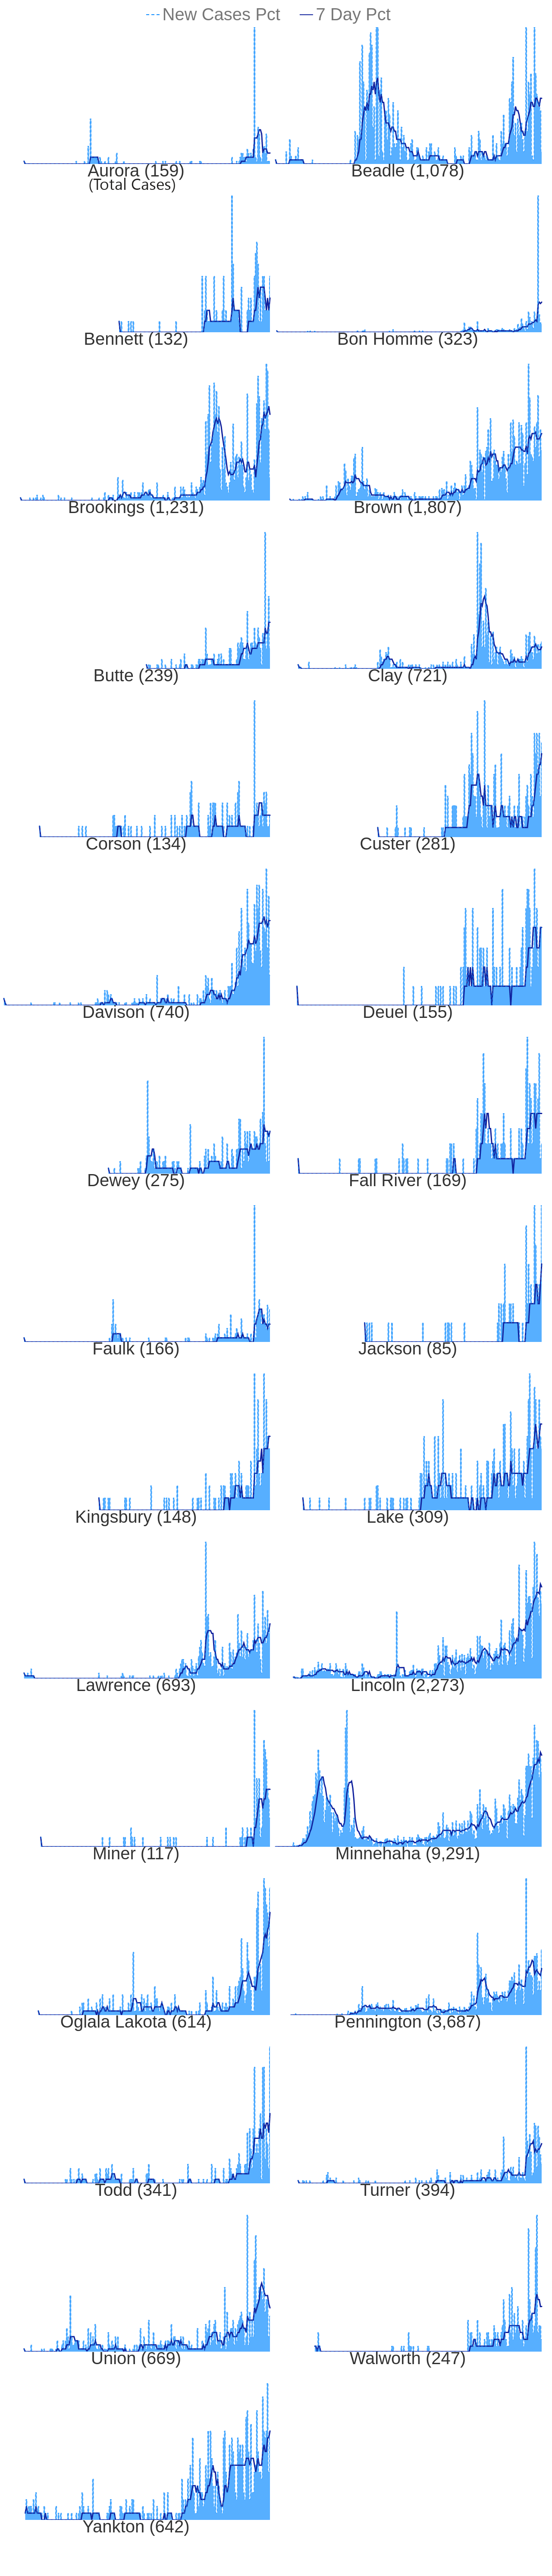 New Cases Pct 7 Day Pct
Aurora (159) Beadle (1,078)
(Total Cases)
Bennett (132) Bon Homme (323)
Brookings (1,231) Brown (1,807)
Butte (239) Clay (721)
Corson (134) Custer (281)
Davison (740) Deuel (155)
Dewey (275) Fall River (169)
Faulk (166) Jackson (85)
Kingsbury (148) Lake (309)
Lawrence (693) Lincoln (2,273)
Miner (117) Minnehaha (9,291)
Oglala Lakota (614) Pennington (3,687)
Todd (341) Turner (394)
Union (669) Walworth (247)
Yankton (642)